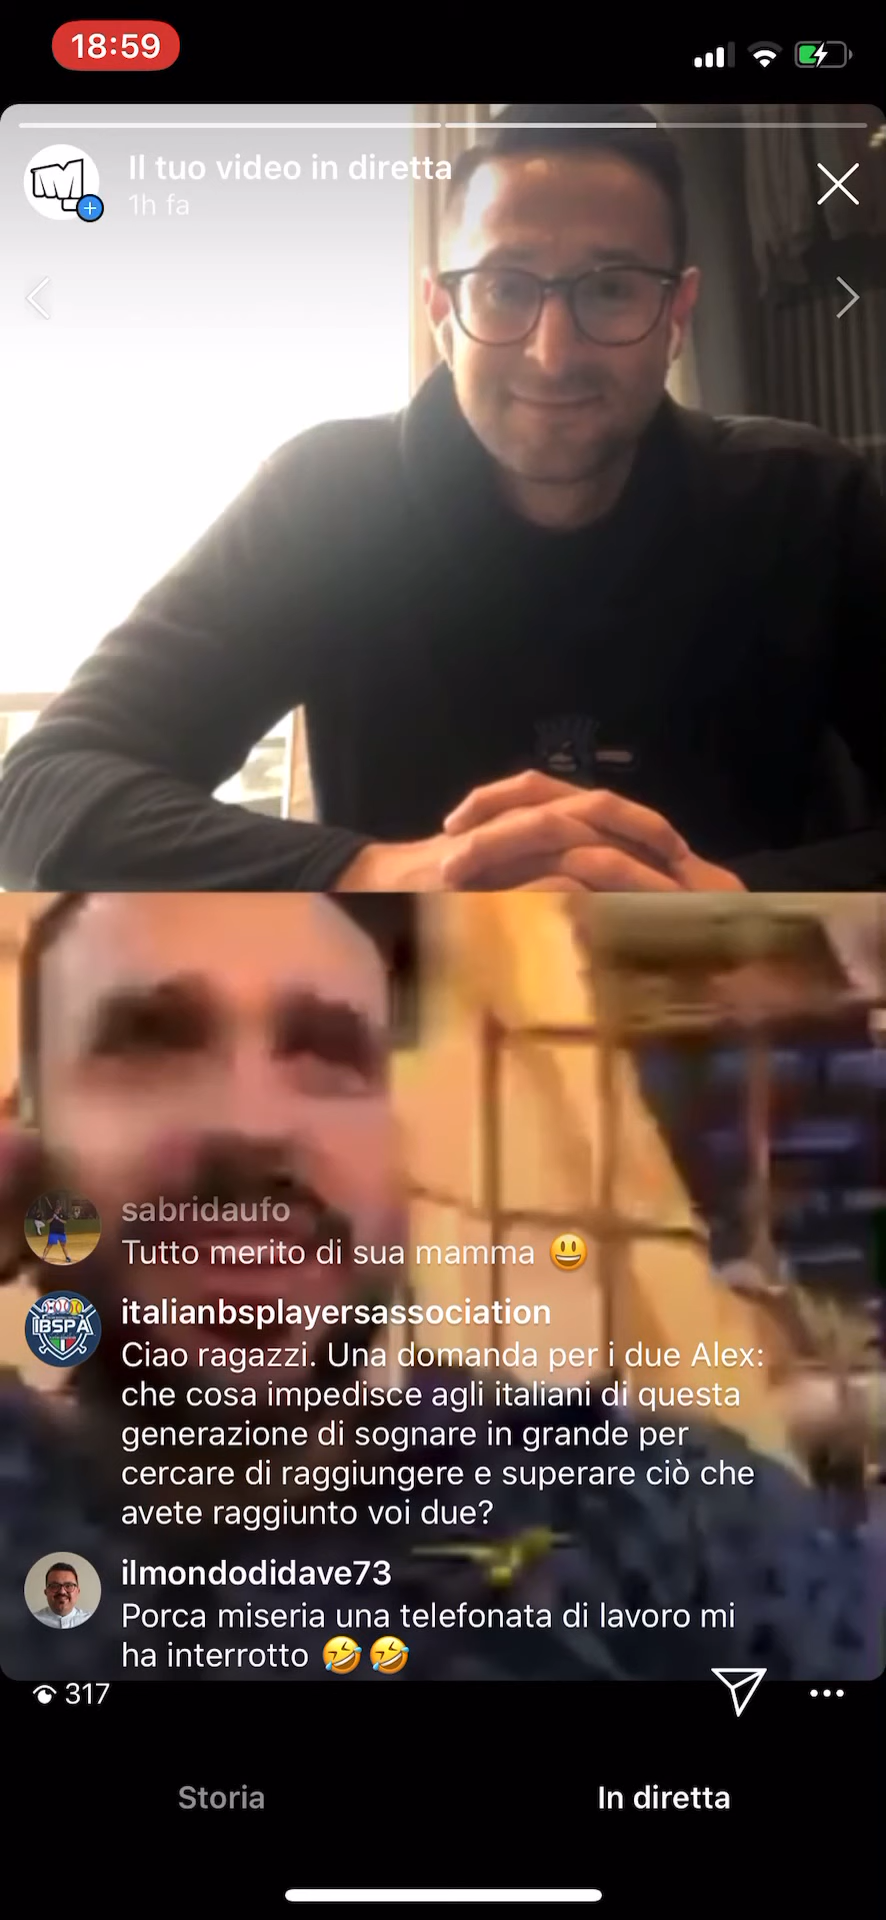 18:59
Il tuo video in diretta
1h fa
sabridaufo
Tutto merito di sua mamma 😃
IBSPA
italianbsplayersassociation
Ciao ragazzi. Una domanda per i due Alex:
che cosa impedisce agli italiani di questa
generazione di sognare in grande per
cercare di raggiungere e superare ciò che
avete raggiunto voi due?
ilmondodidave73
Porca miseria una telefonata di lavoro mi
ha interrotto 🤣🤣
317
Storia
In diretta